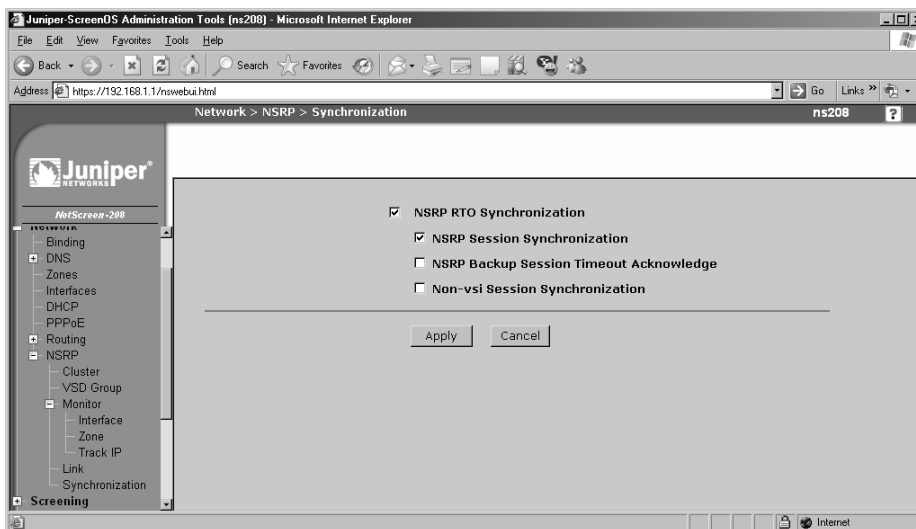 Juniper-ScreenOS Administration Tools (ns208) - Microsoft Internet Explorer
File Edit View Favorites Tools Help
Back Search Favorites
Address https://192.168.1.1/nswebui.html Go Links »
Network > NSRP > Synchronization ns208 ?
Juniper®
NETWORKS
NetScreen-208
Network
Binding
DNS
Zones
Interfaces
DHCP
PPPoE
Routing
NSRP
Cluster
VSD Group
Monitor
Interface
Zone
Track IP
Link
Synchronization
Screening
NSRP RTO Synchronization
NSRP Session Synchronization
NSRP Backup Session Timeout Acknowledge
Non-vsi Session Synchronization
Apply Cancel
Internet